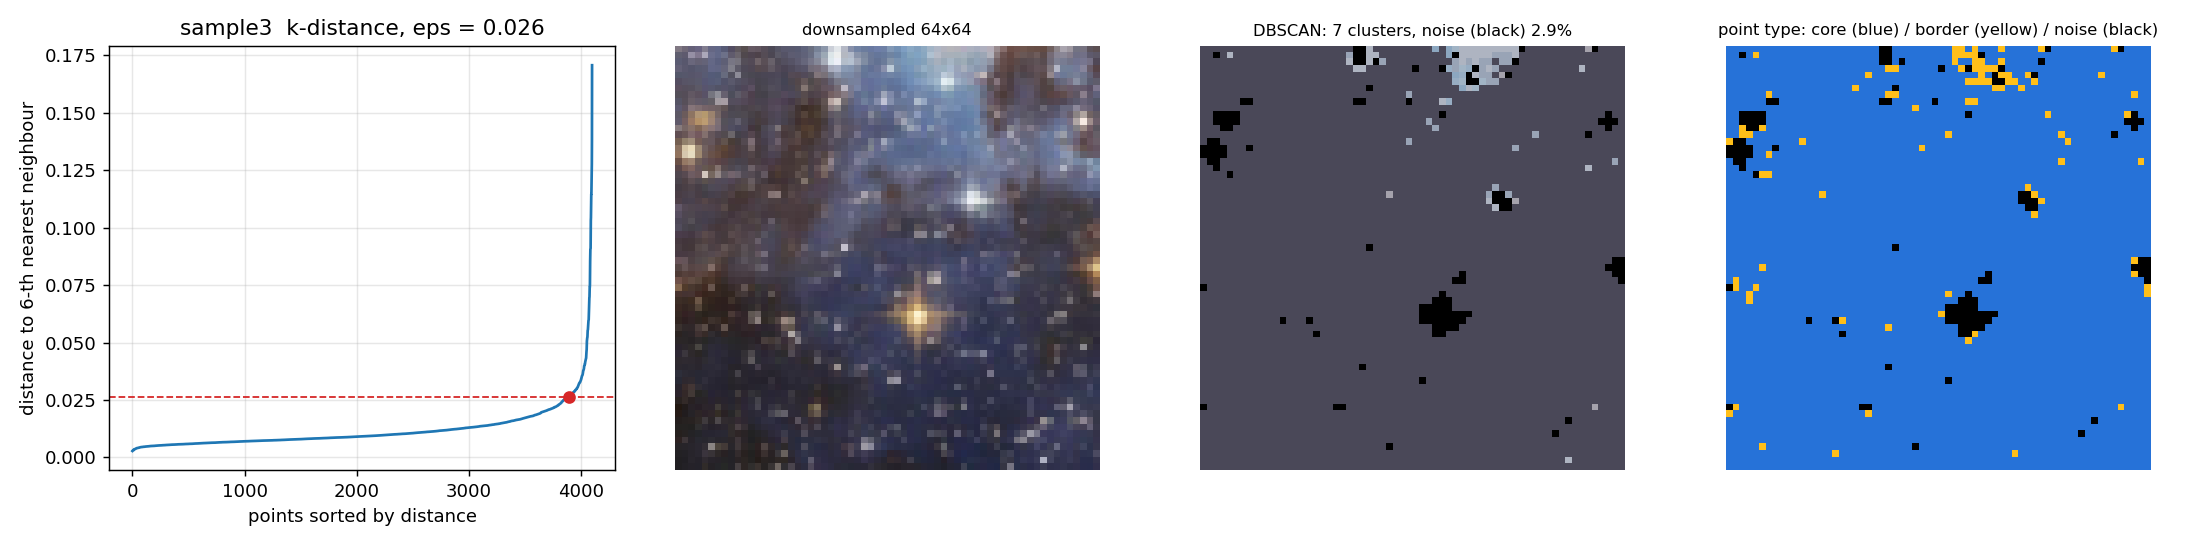 sample3  k-distance, eps = 0.026
distance to 6-th nearest neighbour
0.175
0.150
0.125
0.100
0.075
0.050
0.025
0.000
0
1000
2000
3000
4000
points sorted by distance
downsampled 64x64
DBSCAN: 7 clusters, noise (black) 2.9%
point type: core (blue) / border (yellow) / noise (black)